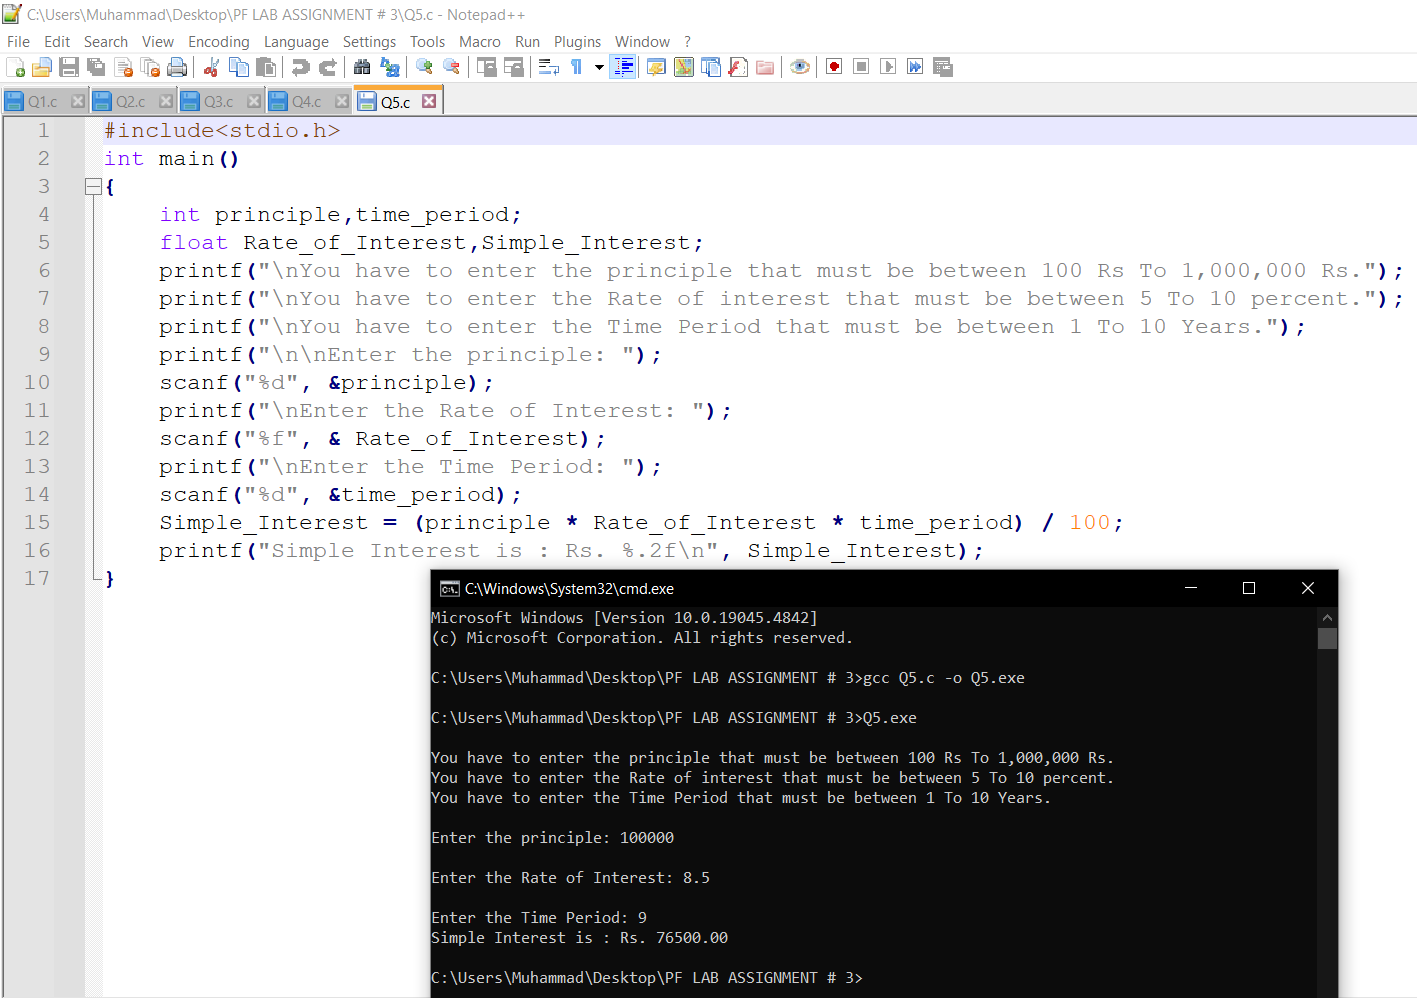 C:\Users\Muhammad\Desktop\PF LAB ASSIGNMENT # 3\Q5.c - Notepad++
File Edit Search View Encoding Language Settings Tools Macro Run Plugins Window ?
Q1.c Q2.c Q3.c Q4.c Q5.c
1 #include<stdio.h>
2 int main()
3 {
4 int principle,time_period;
5 float Rate_of_Interest,Simple_Interest;
6 printf("\nYou have to enter the principle that must be between 100 Rs To 1,000,000 Rs.");
7 printf("\nYou have to enter the Rate of interest that must be between 5 To 10 percent.");
8 printf("\nYou have to enter the Time Period that must be between 1 To 10 Years.");
9 printf("\n\nEnter the principle: ");
10 scanf("%d", &principle);
11 printf("\nEnter the Rate of Interest: ");
12 scanf("%f", & Rate_of_Interest);
13 printf("\nEnter the Time Period: ");
14 scanf("%d", &time_period);
15 Simple_Interest = (principle * Rate_of_Interest * time_period) / 100;
16 printf("Simple Interest is : Rs. %.2f\n", Simple_Interest);
17 }
C:\Windows\System32\cmd.exe
Microsoft Windows [Version 10.0.19045.4842]
(c) Microsoft Corporation. All rights reserved.
C:\Users\Muhammad\Desktop\PF LAB ASSIGNMENT # 3>gcc Q5.c -o Q5.exe
C:\Users\Muhammad\Desktop\PF LAB ASSIGNMENT # 3>Q5.exe
You have to enter the principle that must be between 100 Rs To 1,000,000 Rs.
You have to enter the Rate of interest that must be between 5 To 10 percent.
You have to enter the Time Period that must be between 1 To 10 Years.
Enter the principle: 100000
Enter the Rate of Interest: 8.5
Enter the Time Period: 9
Simple Interest is : Rs. 76500.00
C:\Users\Muhammad\Desktop\PF LAB ASSIGNMENT # 3>